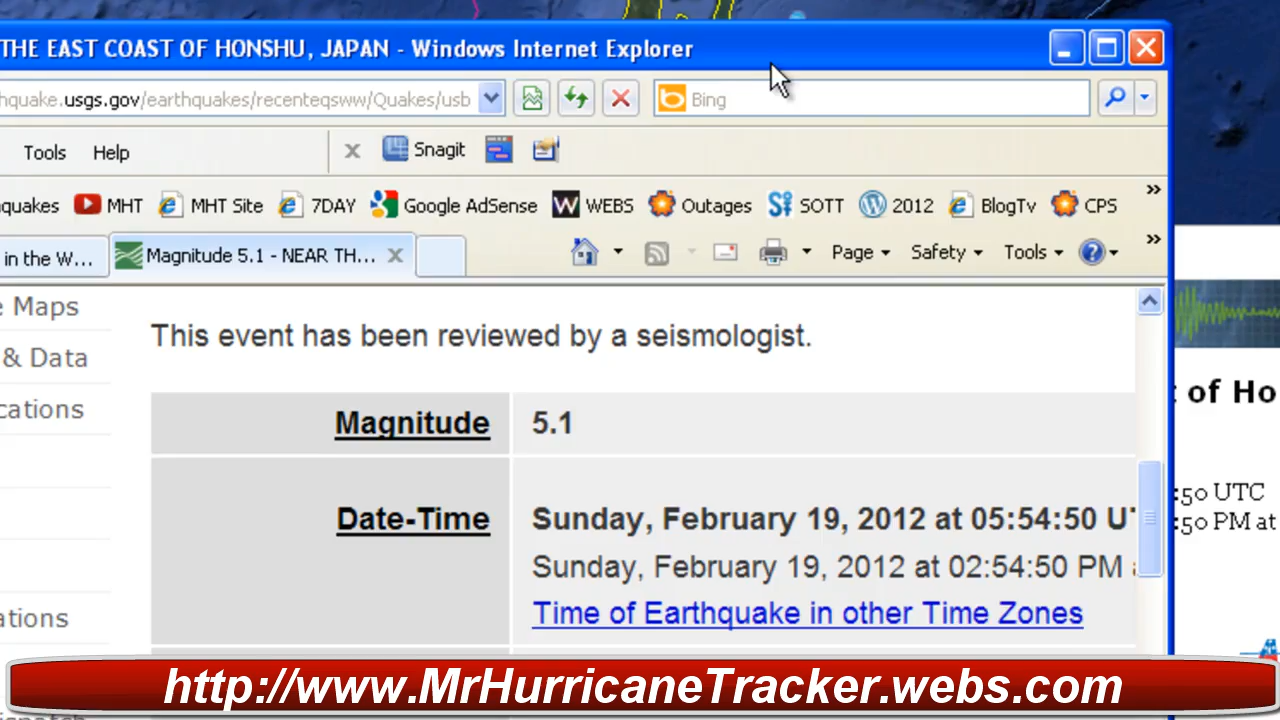 THE EAST COAST OF HONSHU, JAPAN - Windows Internet Explorer
hquake.usgs.gov/earthquakes/recenteqsww/Quakes/usb
Bing
Tools Help
Snagit
quakes MHT MHT Site 7DAY Google AdSense WEBS Outages SOTT 2012 BlogTv CPS
in the W... Magnitude 5.1 - NEAR TH... Page Safety Tools
e Maps
& Data
cations
ations
This event has been reviewed by a seismologist.
Magnitude 5.1
Date-Time Sunday, February 19, 2012 at 05:54:50 UT
Sunday, February 19, 2012 at 02:54:50 PM
Time of Earthquake in other Time Zones
of Ho
:50 UTC
:50 PM at
http://www.MrHurricaneTracker.webs.com